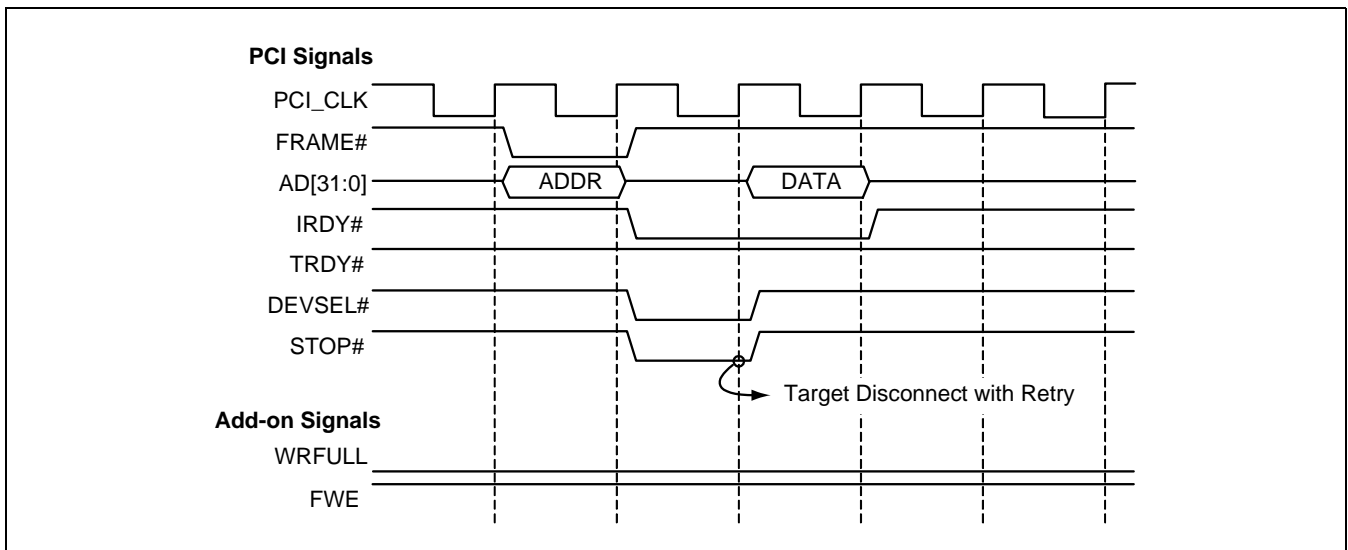 PCI Signals
PCI_CLK
FRAME#
AD[31:0]
ADDR
DATA
IRDY#
TRDY#
DEVSEL#
STOP#
Target Disconnect with Retry
Add-on Signals
WRFULL
FWE